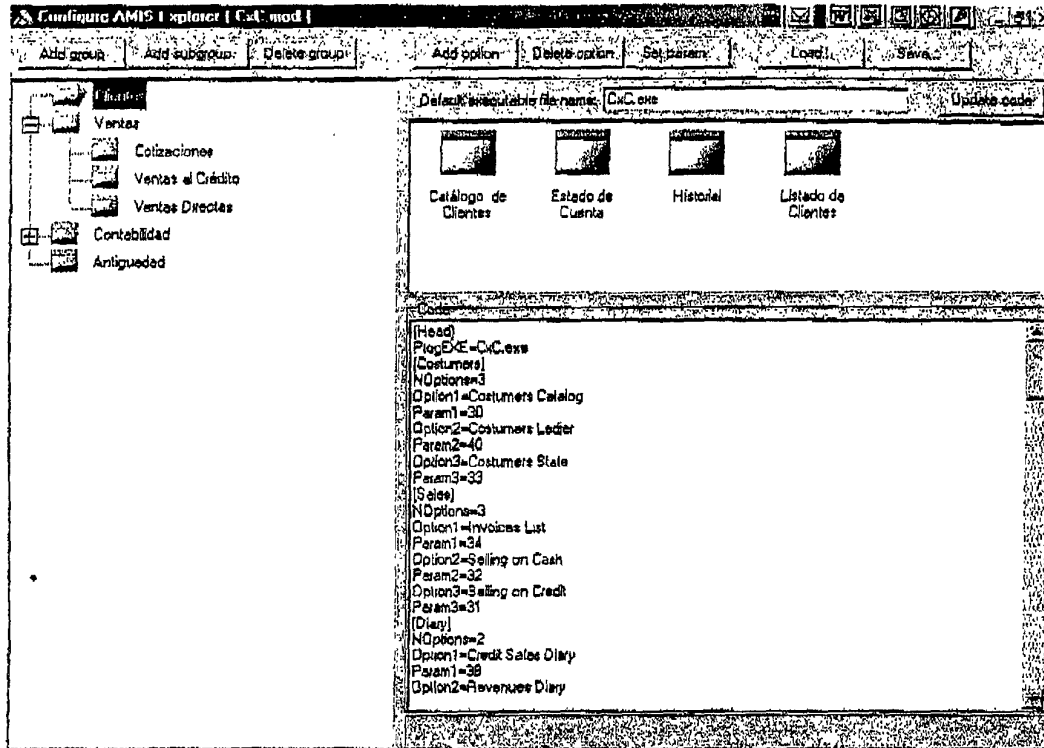 Configure AMIS Explorer [ CxC.mod ]
Add group Add subgroup Delete group Add option Delete option Set param Load Save...
Clientes
Default executable file name: CxC.exe Update code
Ventas
Cotizaciones
Ventas al Crédito
Ventas Directas
Contabilidad
Antiguedad
Catálogo de Clientes
Estado de Cuenta
Historial
Listado de Clientes
Code
[Head]
ProgEXE=CxC.exe
[Costumers]
NOptions=3
Option1=Costumers Catalog
Param1=30
Option2=Costumers Ledier
Param2=40
Option3=Costumers State
Param3=33
[Sales]
NOptions=3
Option1=Invoices List
Param1=34
Option2=Selling on Cash
Param2=32
Option3=Selling on Credit
Param3=31
[Diary]
NOptions=2
Option1=Credit Sales Diary
Param1=38
Option2=Revenues Diary